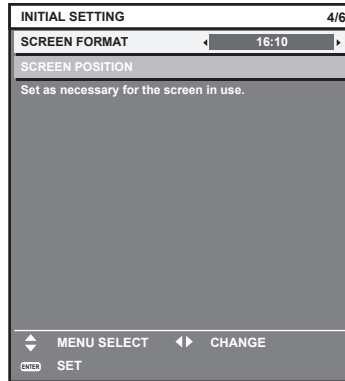 INITIAL SETTING 4/6
SCREEN FORMAT 16:10
SCREEN POSITION
Set as necessary for the screen in use.
MENU SELECT CHANGE
ENTER SET